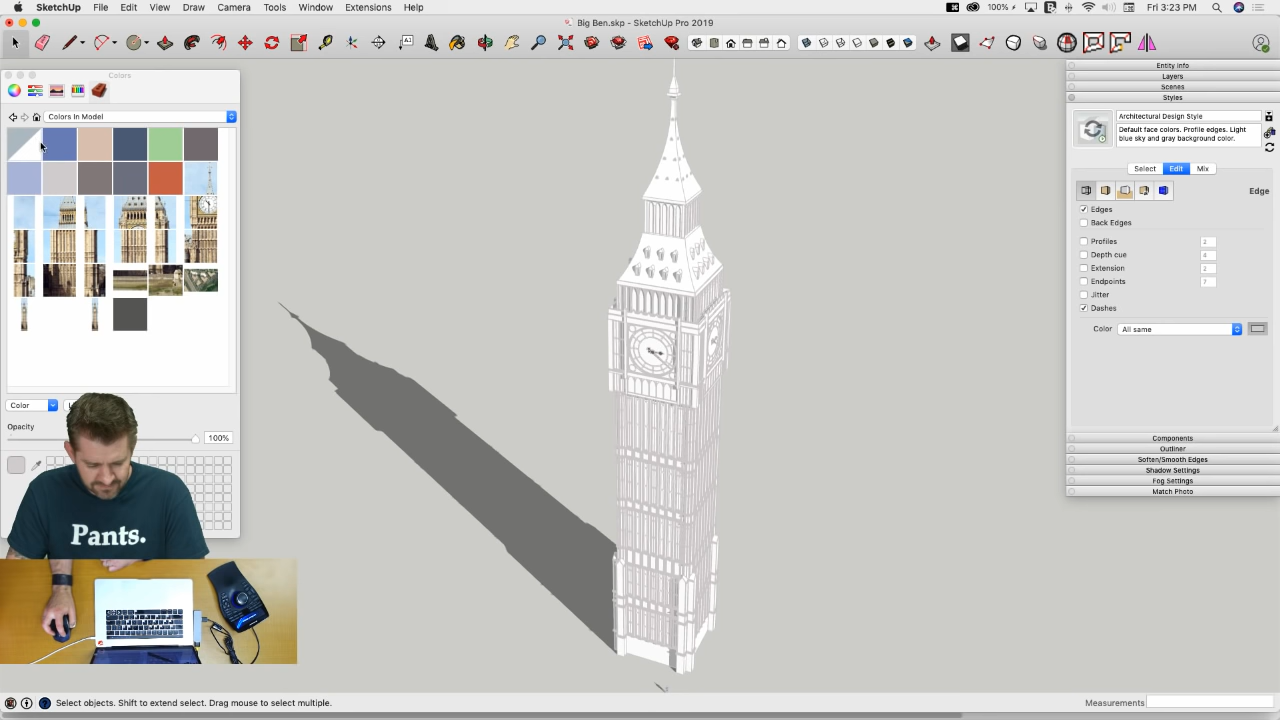 SketchUp File Edit View Draw Camera Tools Window Extensions Help
100%
Fri 3:23 PM
Big Ben.skp - SketchUp Pro 2019
Colors
Colors In Model
Color
Opacity
100%
Pants.
Entity Info
Layers
Scenes
Styles
Architectural Design Style
Default face colors. Profile edges. Light
blue sky and gray background color.
Select Edit Mix
Edge
Edges
Back Edges
Profiles 2
Depth cue 4
Extension 2
Endpoints 7
Jitter
Dashes
Color All same
Components
Outliner
Soften/Smooth Edges
Shadow Settings
Fog Settings
Match Photo
Select objects. Shift to extend select. Drag mouse to select multiple.
Measurements